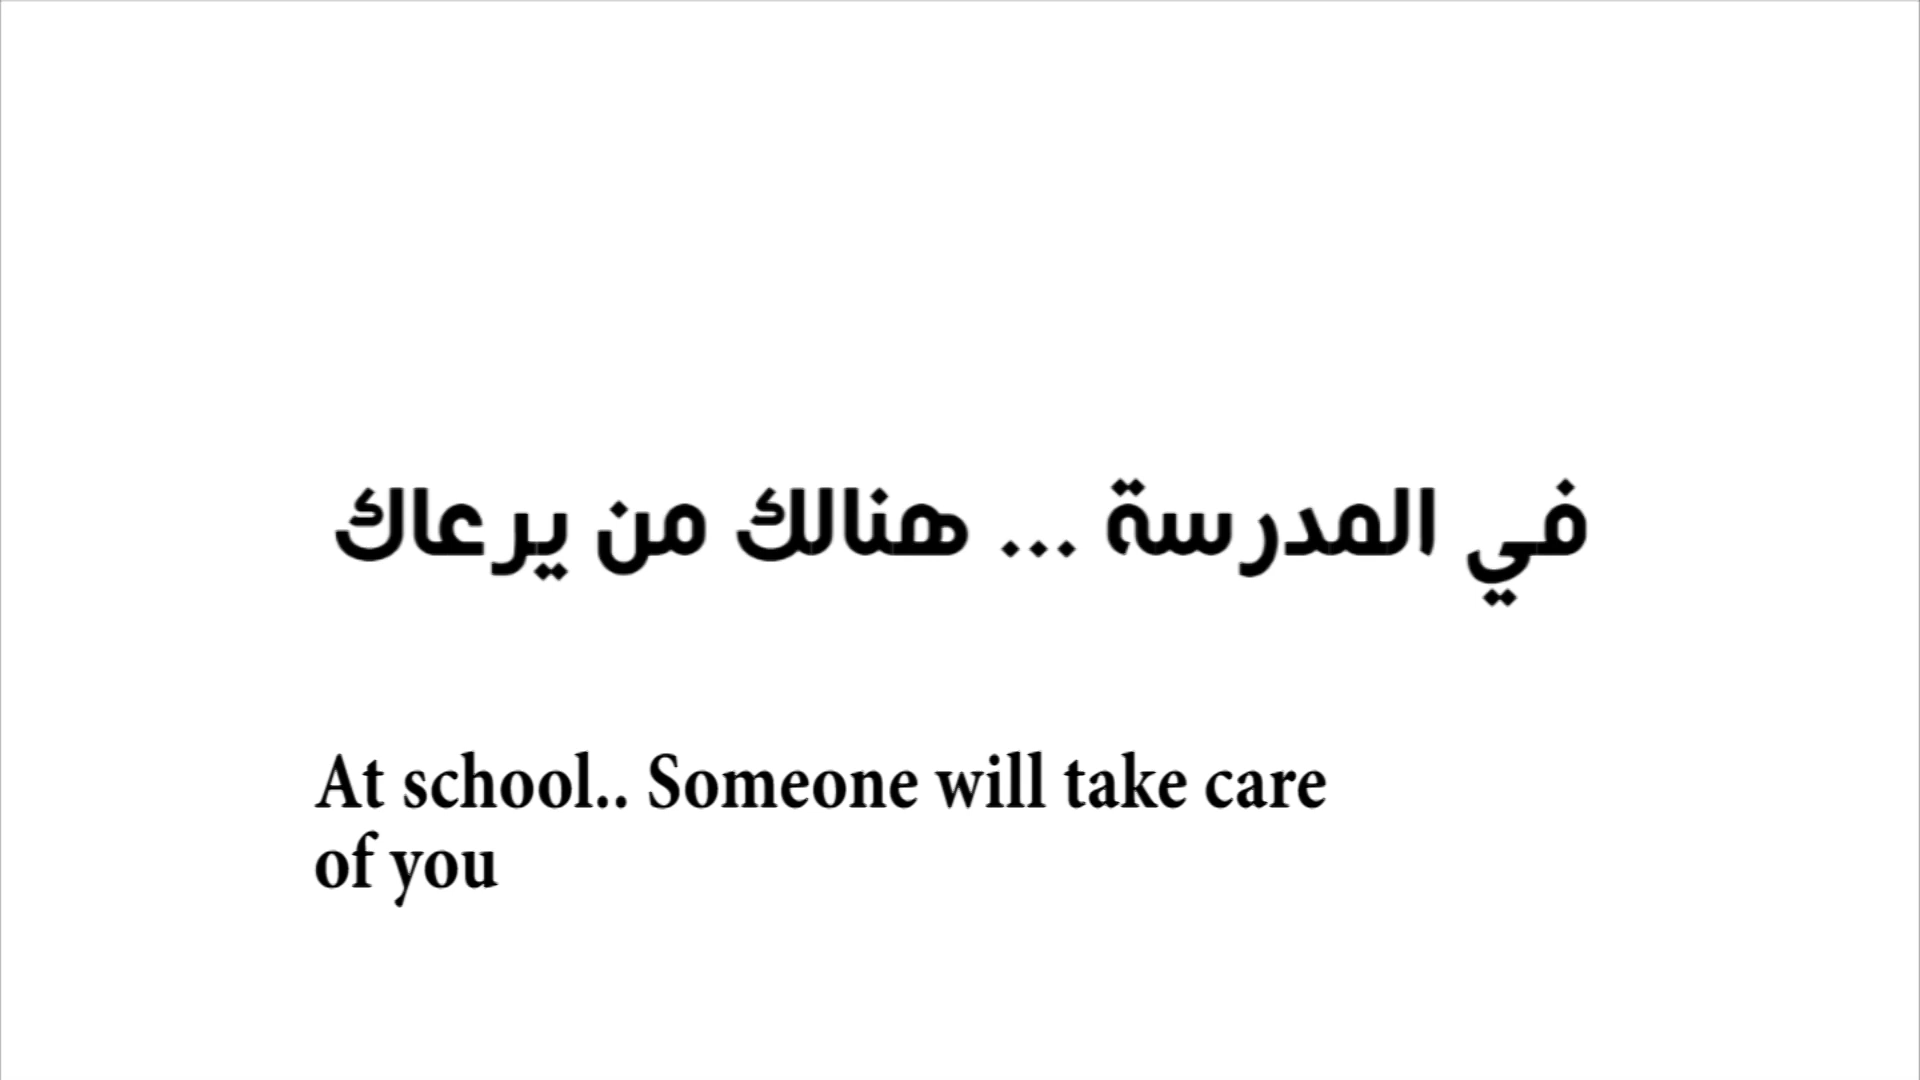 في المدرسة ... هنالك من يرعاك
At school.. Someone will take care
of you